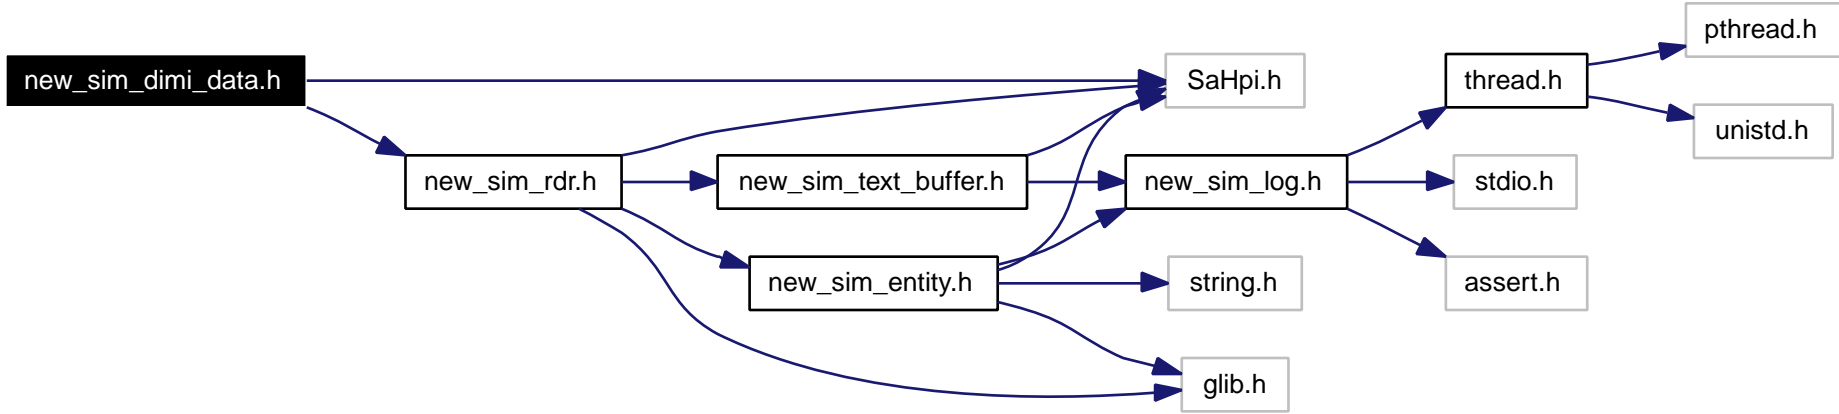 new_sim_dimi_data.h
new_sim_rdr.h
new_sim_text_buffer.h
new_sim_entity.h
SaHpi.h
new_sim_log.h
string.h
glib.h
thread.h
stdio.h
assert.h
pthread.h
unistd.h